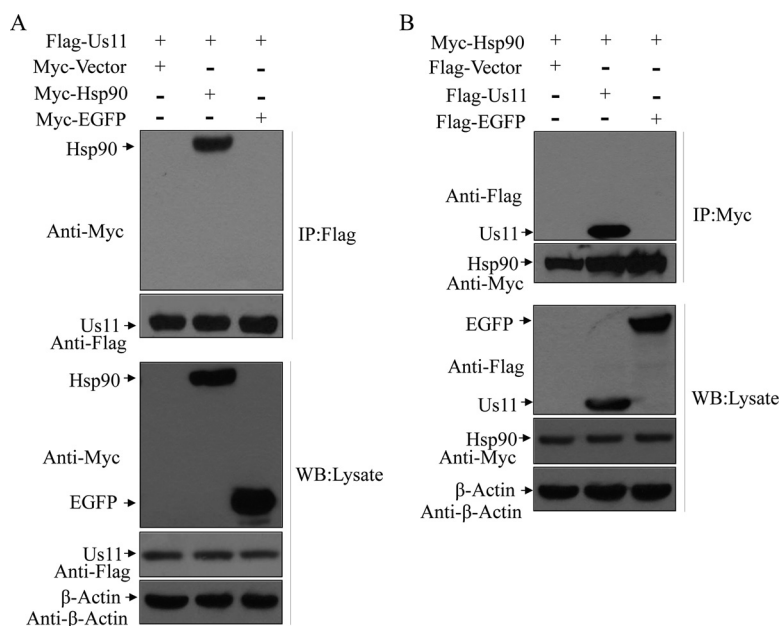 A
Flag-Us11 + + +
Myc-Vector + - -
Myc-Hsp90 - + -
Myc-EGFP - - +
Hsp90
Anti-Myc
IP:Flag
Us11
Anti-Flag
Hsp90
Anti-Myc
EGFP
WB:Lysate
Us11
Anti-Flag
β-Actin
Anti-β-Actin
B
Myc-Hsp90 + + +
Flag-Vector + - -
Flag-Us11 - + -
Flag-EGFP - - +
Anti-Flag
Us11
IP:Myc
Hsp90
Anti-Myc
EGFP
Anti-Flag
Us11
WB:Lysate
Hsp90
Anti-Myc
β-Actin
Anti-β-Actin